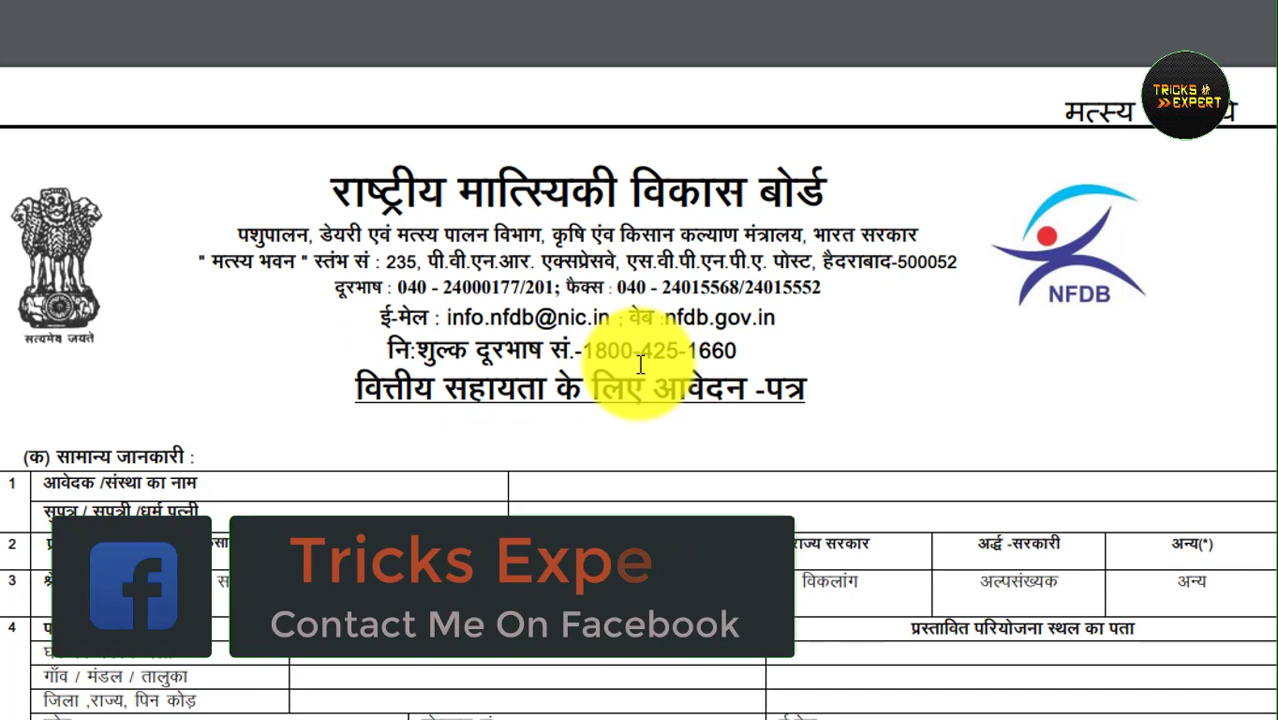 मत्स्य
TRICKS
EXPERT
राष्ट्रीय मात्स्यिकी विकास बोर्ड
पशुपालन, डेयरी एवं मत्स्य पालन विभाग, कृषि एंव किसान कल्याण मंत्रालय, भारत सरकार
" मत्स्य भवन " स्तंभ सं : 235, पी.वी.एन.आर. एक्सप्रेसवे, एस.वी.पी.एन.पी.ए. पोस्ट, हैदराबाद-500052
दूरभाष : 040 - 24000177/201; फैक्स : 040 - 24015568/24015552
ई-मेल : info.nfdb@nic.in ; वेब :nfdb.gov.in
नि:शुल्क दूरभाष सं.-1800-425-1660
वित्तीय सहायता के लिए आवेदन -पत्र
सत्यमेव जयते
NFDB
(क) सामान्य जानकारी :
1 आवेदक /संस्था का नाम
सुपुत्र / सुपुत्री /धर्म पत्नी
2 राज्य सरकार अर्द्ध -सरकारी अन्य(*)
3 विकलांग अल्पसंख्यक अन्य
4 प्रस्तावित परियोजना स्थल का पता
Tricks Expe
Contact Me On Facebook
गाँव / मंडल / तालुका
जिला ,राज्य, पिन कोड़